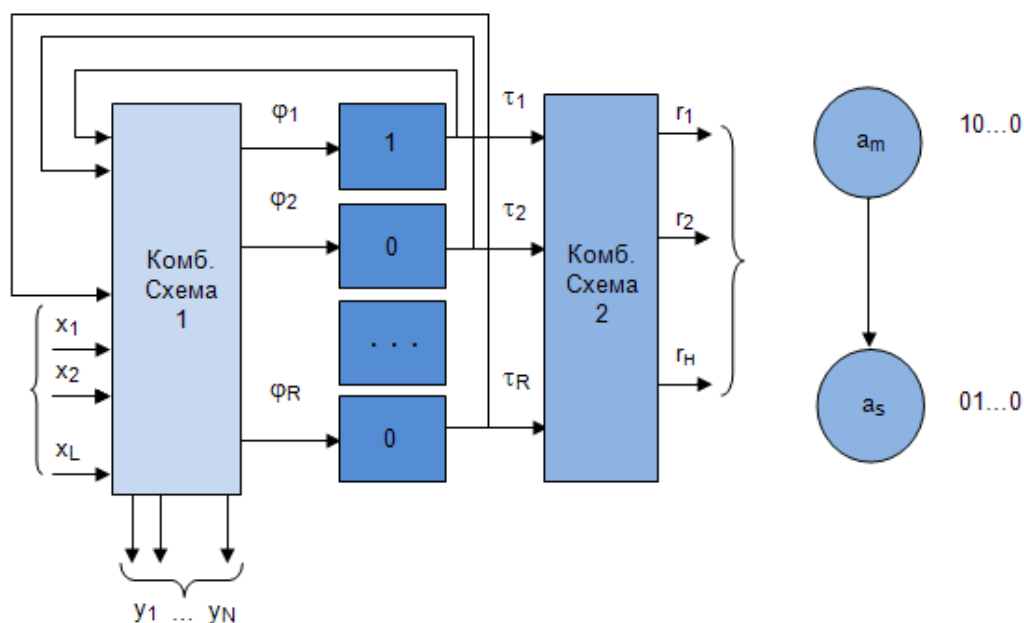 φ1
τ1
r1
1
am
10...0
φ2
τ2
r2
0
Комб.
Схема
1
Комб.
Схема
2
x1
. . .
x2
φR
τR
rH
as
01...0
0
xL
y1 ... yN